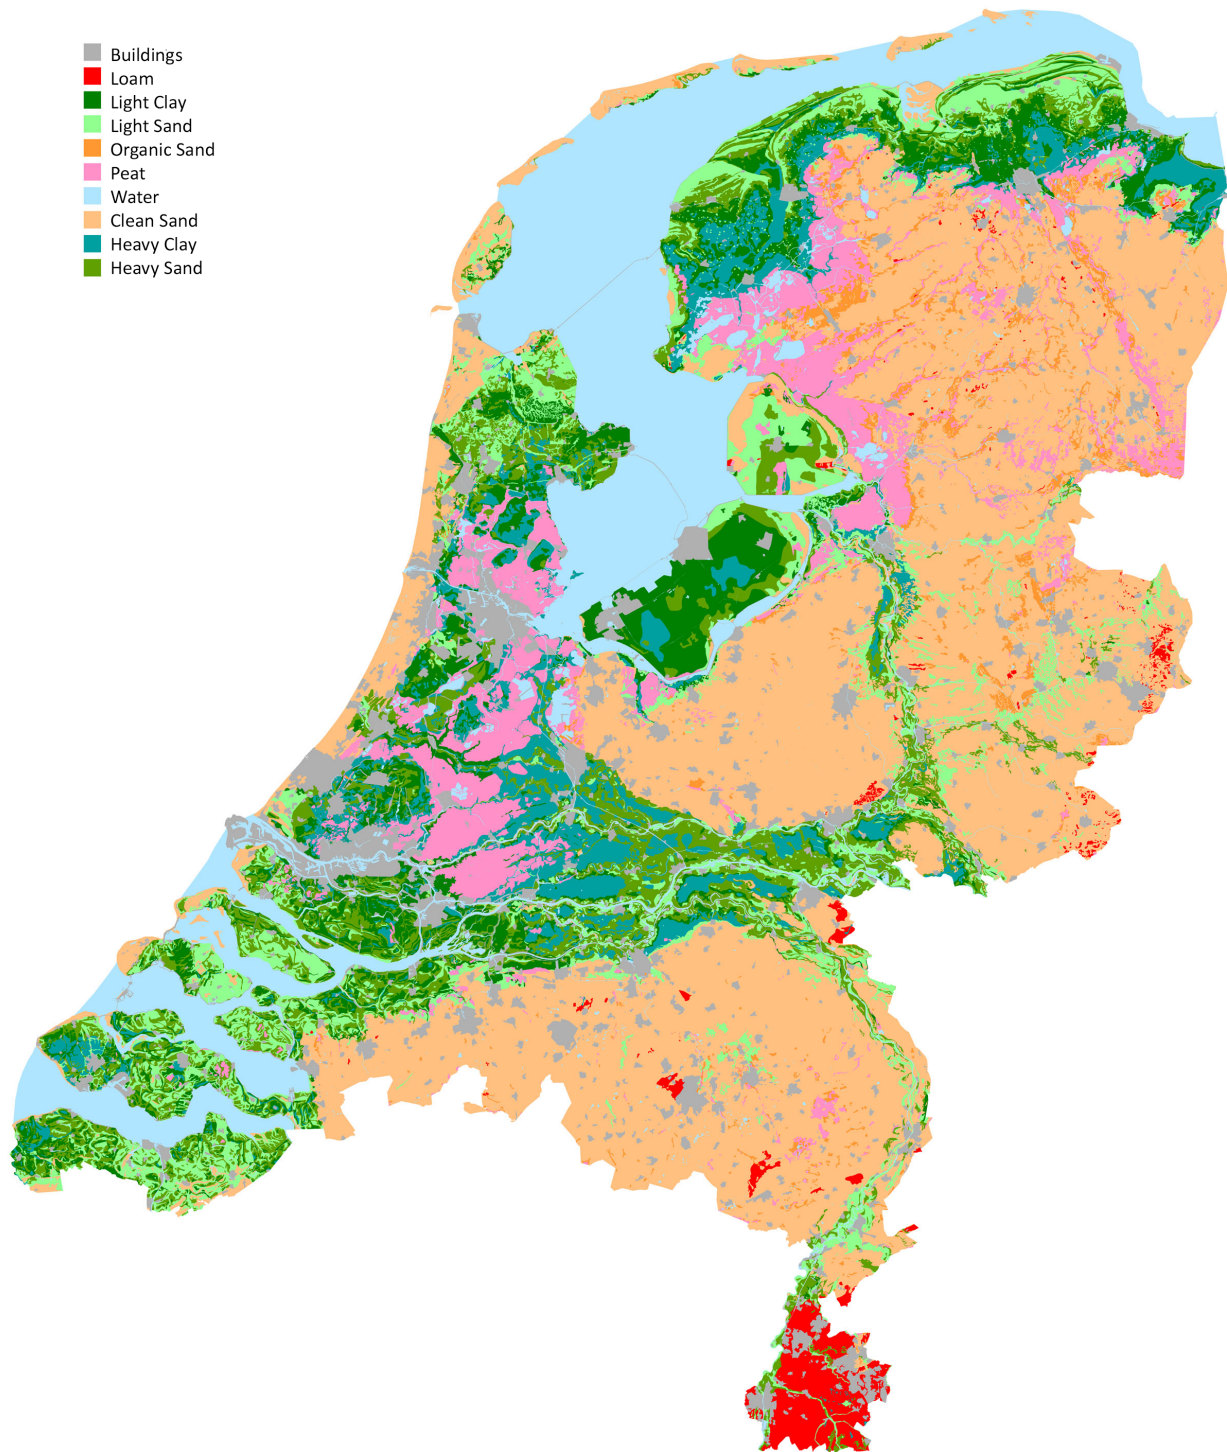 Buildings
Loam
Light Clay
Light Sand
Organic Sand
Peat
Water
Clean Sand
Heavy Clay
Heavy Sand